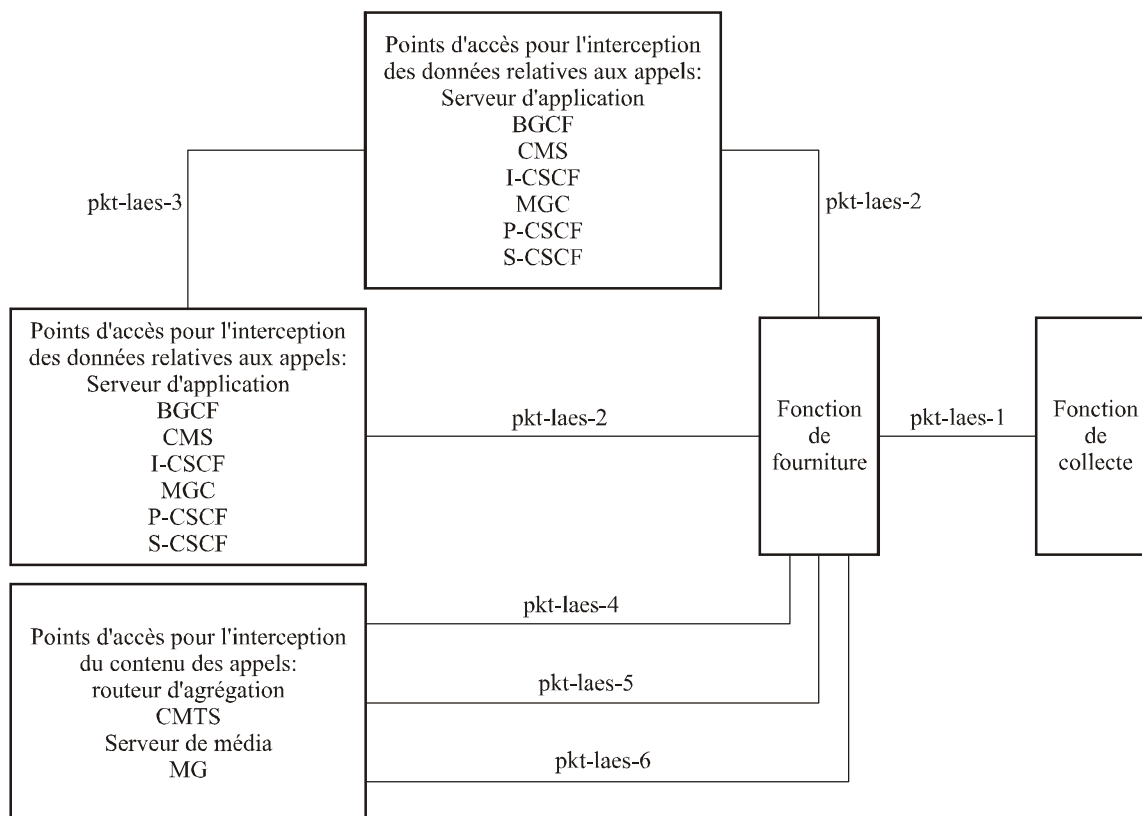 Points d'accès pour l'interception
des données relatives aux appels:
Serveur d'application
BGCF
CMS
I-CSCF
MGC
P-CSCF
S-CSCF
pkt-laes-3
pkt-laes-2
Points d'accès pour l'interception
des données relatives aux appels:
Serveur d'application
BGCF
CMS
I-CSCF
MGC
P-CSCF
S-CSCF
pkt-laes-2
Fonction
de
fourniture
pkt-laes-1
Fonction
de
collecte
Points d'accès pour l'interception
du contenu des appels:
routeur d'agrégation
CMTS
Serveur de média
MG
pkt-laes-4
pkt-laes-5
pkt-laes-6